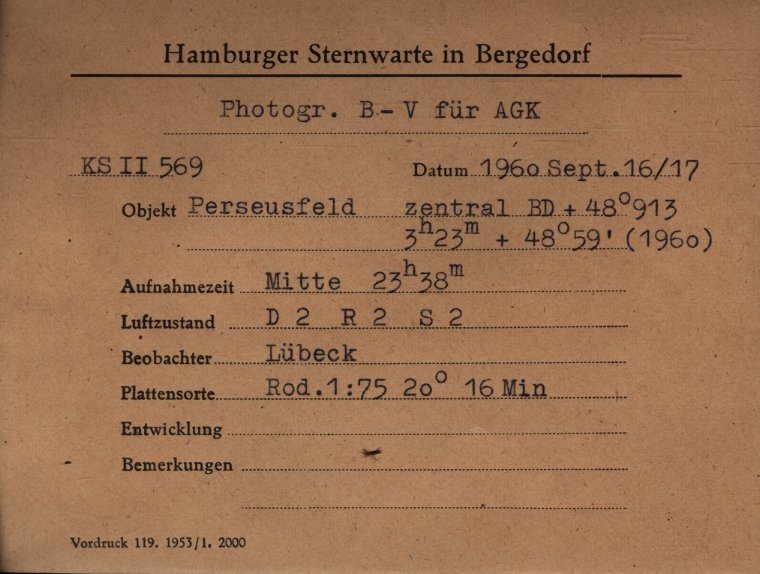 Hamburger Sternwarte in Bergedorf
Photogr. B-V für AGK
KS II 569 Datum 1960 Sept. 16/17
Objekt Perseusfeld zentral BD + 48°913
3h23m + 48°59' (1960)
Aufnahmezeit Mitte 23h38m
Luftzustand D 2 R 2 S 2
Beobachter Lübeck
Plattensorte Rod. 1:75 20° 16 Min
Entwicklung
Bemerkungen
Vordruck 119. 1953/1. 2000